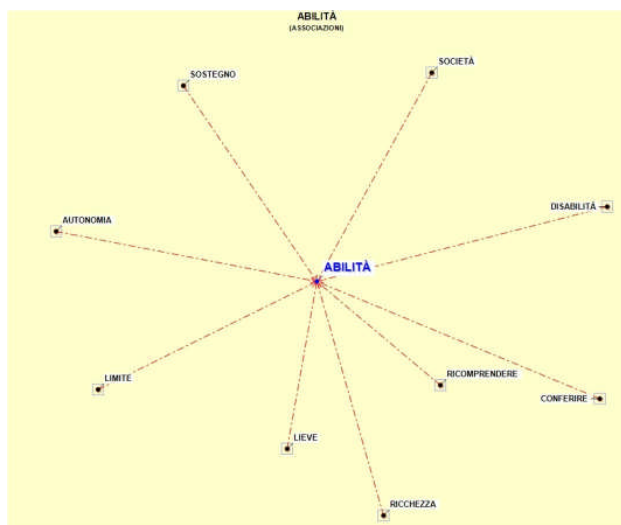 ABILITÀ
(ASSOCIAZIONI)
SOCIETÀ
SOSTEGNO
DISABILITÀ
AUTONOMIA
ABILITÀ
RICOMPRENDERE
LIMITE
CONFERIRE
LIEVE
RICCHEZZA